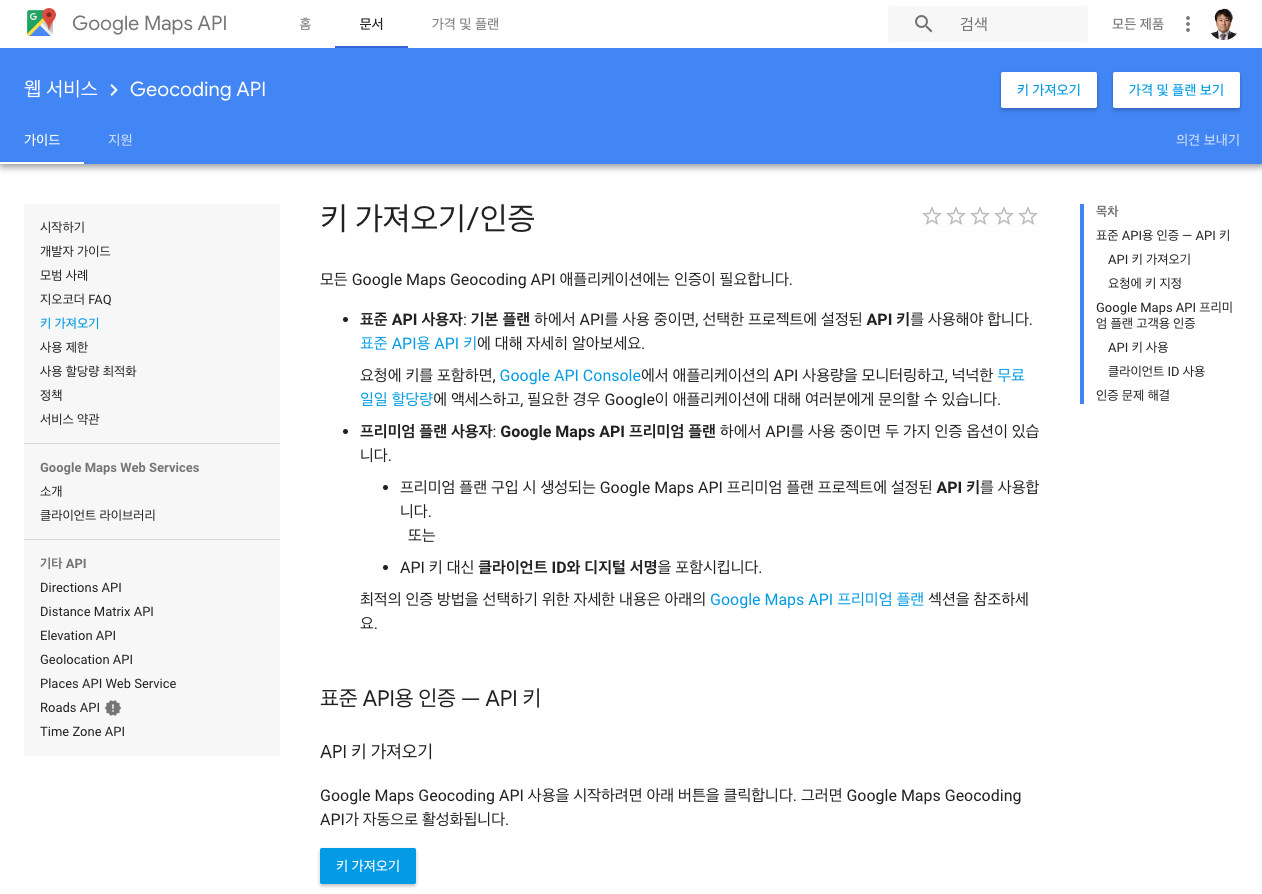 Google Maps API
홈
문서
가격 및 플랜
검색
모든 제품
웹 서비스
Geocoding API
키 가져오기
가격 및 플랜 보기
가이드
지원
의견 보내기
시작하기
개발자 가이드
모범 사례
지오코더 FAQ
키 가져오기
사용 제한
사용 할당량 최적화
정책
서비스 약관
Google Maps Web Services
소개
클라이언트 라이브러리
기타 API
Directions API
Distance Matrix API
Elevation API
Geolocation API
Places API Web Service
Roads API
Time Zone API
키 가져오기/인증
모든 Google Maps Geocoding API 애플리케이션에는 인증이 필요합니다.
표준 API 사용자: 기본 플랜 하에서 API를 사용 중이면, 선택한 프로젝트에 설정된 API 키를 사용해야 합니다.
표준 API용 API 키에 대해 자세히 알아보세요.
요청에 키를 포함하면, Google API Console에서 애플리케이션의 API 사용량을 모니터링하고, 넉넉한 무료
일일 할당량에 액세스하고, 필요한 경우 Google이 애플리케이션에 대해 여러분에게 문의할 수 있습니다.
프리미엄 플랜 사용자: Google Maps API 프리미엄 플랜 하에서 API를 사용 중이면 두 가지 인증 옵션이 있습
니다.
프리미엄 플랜 구입 시 생성되는 Google Maps API 프리미엄 플랜 프로젝트에 설정된 API 키를 사용합
니다.
또는
API 키 대신 클라이언트 ID와 디지털 서명을 포함시킵니다.
최적의 인증 방법을 선택하기 위한 자세한 내용은 아래의 Google Maps API 프리미엄 플랜 섹션을 참조하세
요.
표준 API용 인증 — API 키
API 키 가져오기
Google Maps Geocoding API 사용을 시작하려면 아래 버튼을 클릭합니다. 그러면 Google Maps Geocoding
API가 자동으로 활성화됩니다.
키 가져오기
목차
표준 API용 인증 — API 키
API 키 가져오기
요청에 키 지정
Google Maps API 프리미
엄 플랜 고객용 인증
API 키 사용
클라이언트 ID 사용
인증 문제 해결